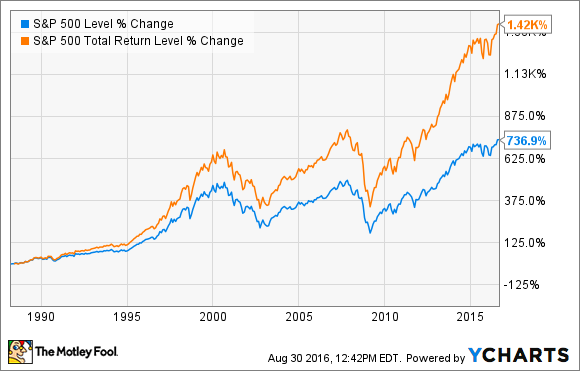 S&P 500 Level % Change
S&P 500 Total Return Level % Change
1.42K%
1.13K%
875.0%
736.9%
625.0%
375.0%
125.0%
-125%
1990
1995
2000
2005
2010
2015
The Motley Fool.
Aug 30 2016, 12:42PM EDT. Powered by YCHARTS